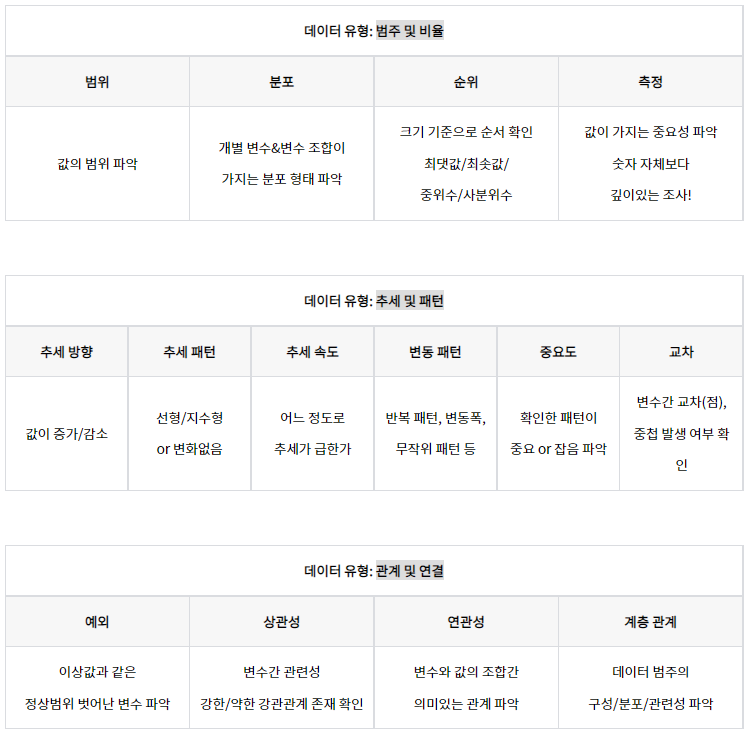 데이터 유형: 범주 및 비율
범위
분포
순위
측정
값의 범위 파악
개별 변수&변수 조합이
가지는 분포 형태 파악
크기 기준으로 순서 확인
최댓값/최솟값/
중위수/사분위수
값이 가지는 중요성 파악
숫자 자체보다
깊이있는 조사!
데이터 유형: 추세 및 패턴
추세 방향
추세 패턴
추세 속도
변동 패턴
중요도
교차
값이 증가/감소
선형/지수형
or 변화없음
어느 정도로
추세가 급한가
반복 패턴, 변동폭,
무작위 패턴 등
확인한 패턴이
중요 or 잡음 파악
변수간 교차(점),
중첩 발생 여부 확
인
데이터 유형: 관계 및 연결
예외
상관성
연관성
계층 관계
이상값과 같은
정상범위 벗어난 변수 파악
변수간 관련성
강한/약한 강관관계 존재 확인
변수와 값의 조합간
의미있는 관계 파악
데이터 범주의
구성/분포/관련성 파악